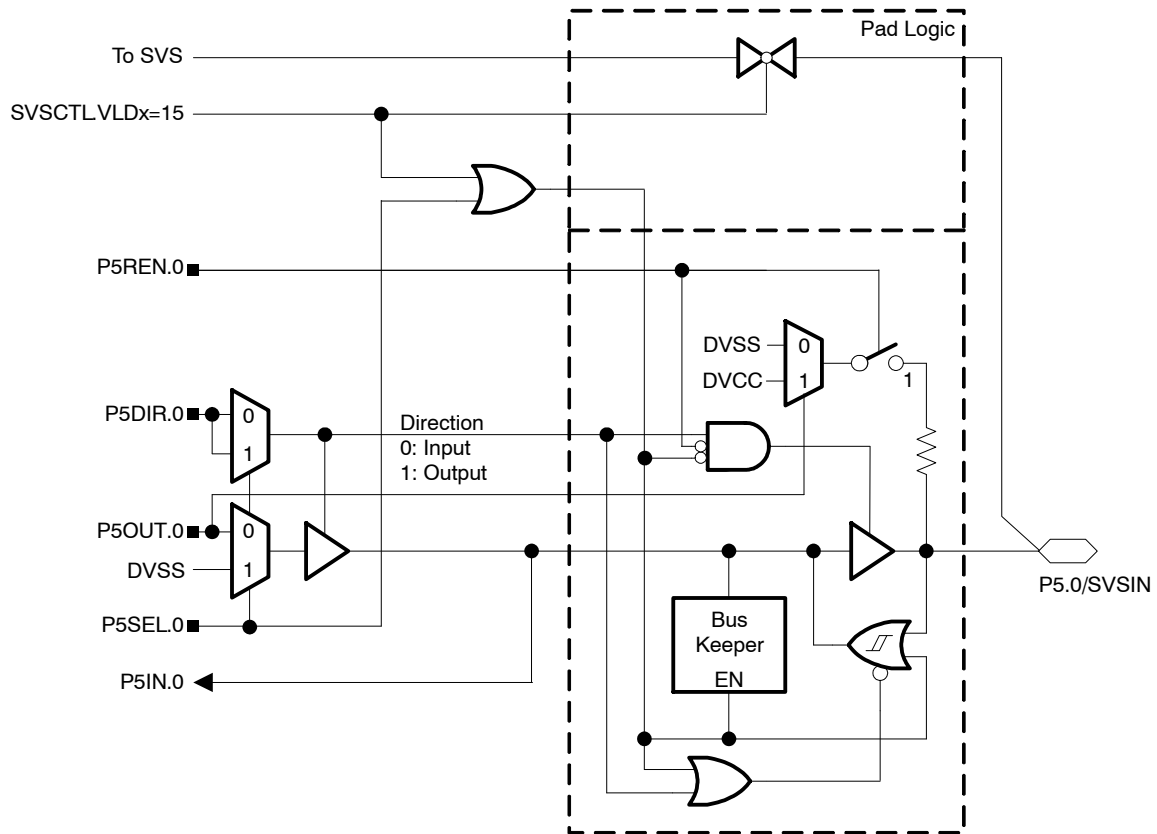 Pad Logic
To SVS
SVSCTL.VLDx=15
P5REN.0
DVSS
0
DVCC
1
1
P5DIR.0
0
1
Direction
0: Input
1: Output
P5OUT.0
0
DVSS
1
P5.0/SVSIN
P5SEL.0
Bus
Keeper
EN
P5IN.0